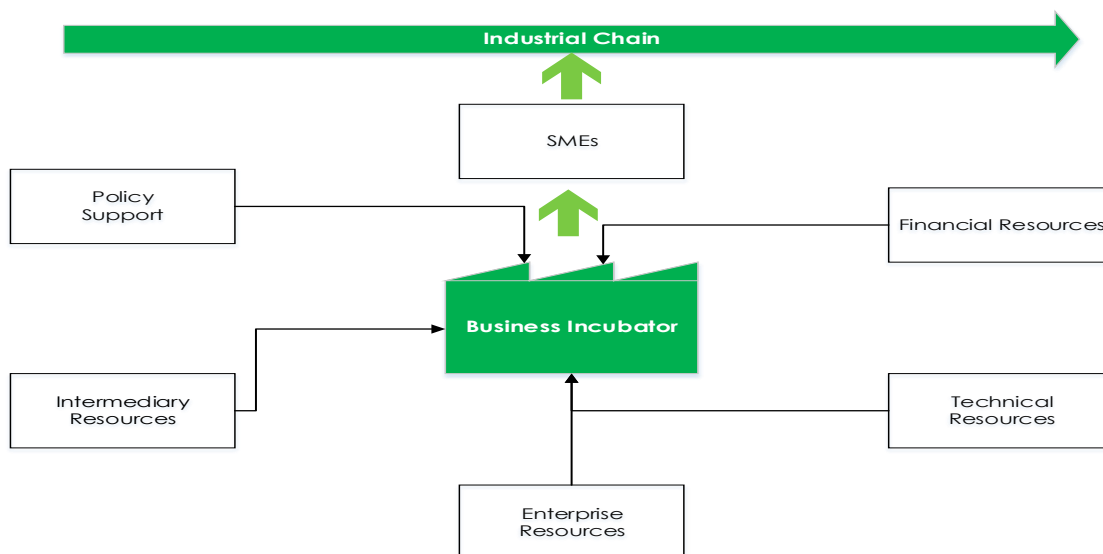 Industrial Chain
SMEs
Policy
Support
Financial Resources
Business Incubator
Intermediary
Resources
Technical
Resources
Enterprise
Resources